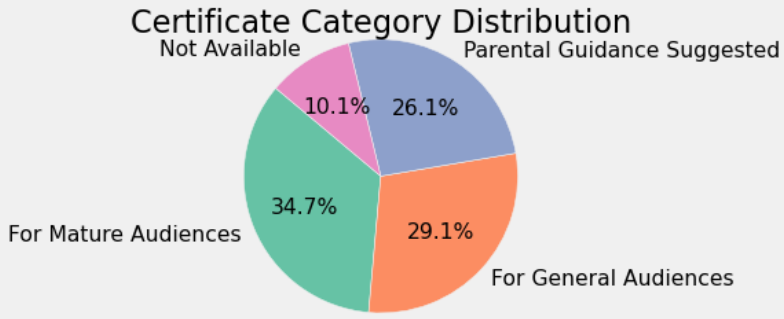 Certificate Category Distribution
Not Available
Parental Guidance Suggested
10.1%
26.1%
34.7%
29.1%
For Mature Audiences
For General Audiences